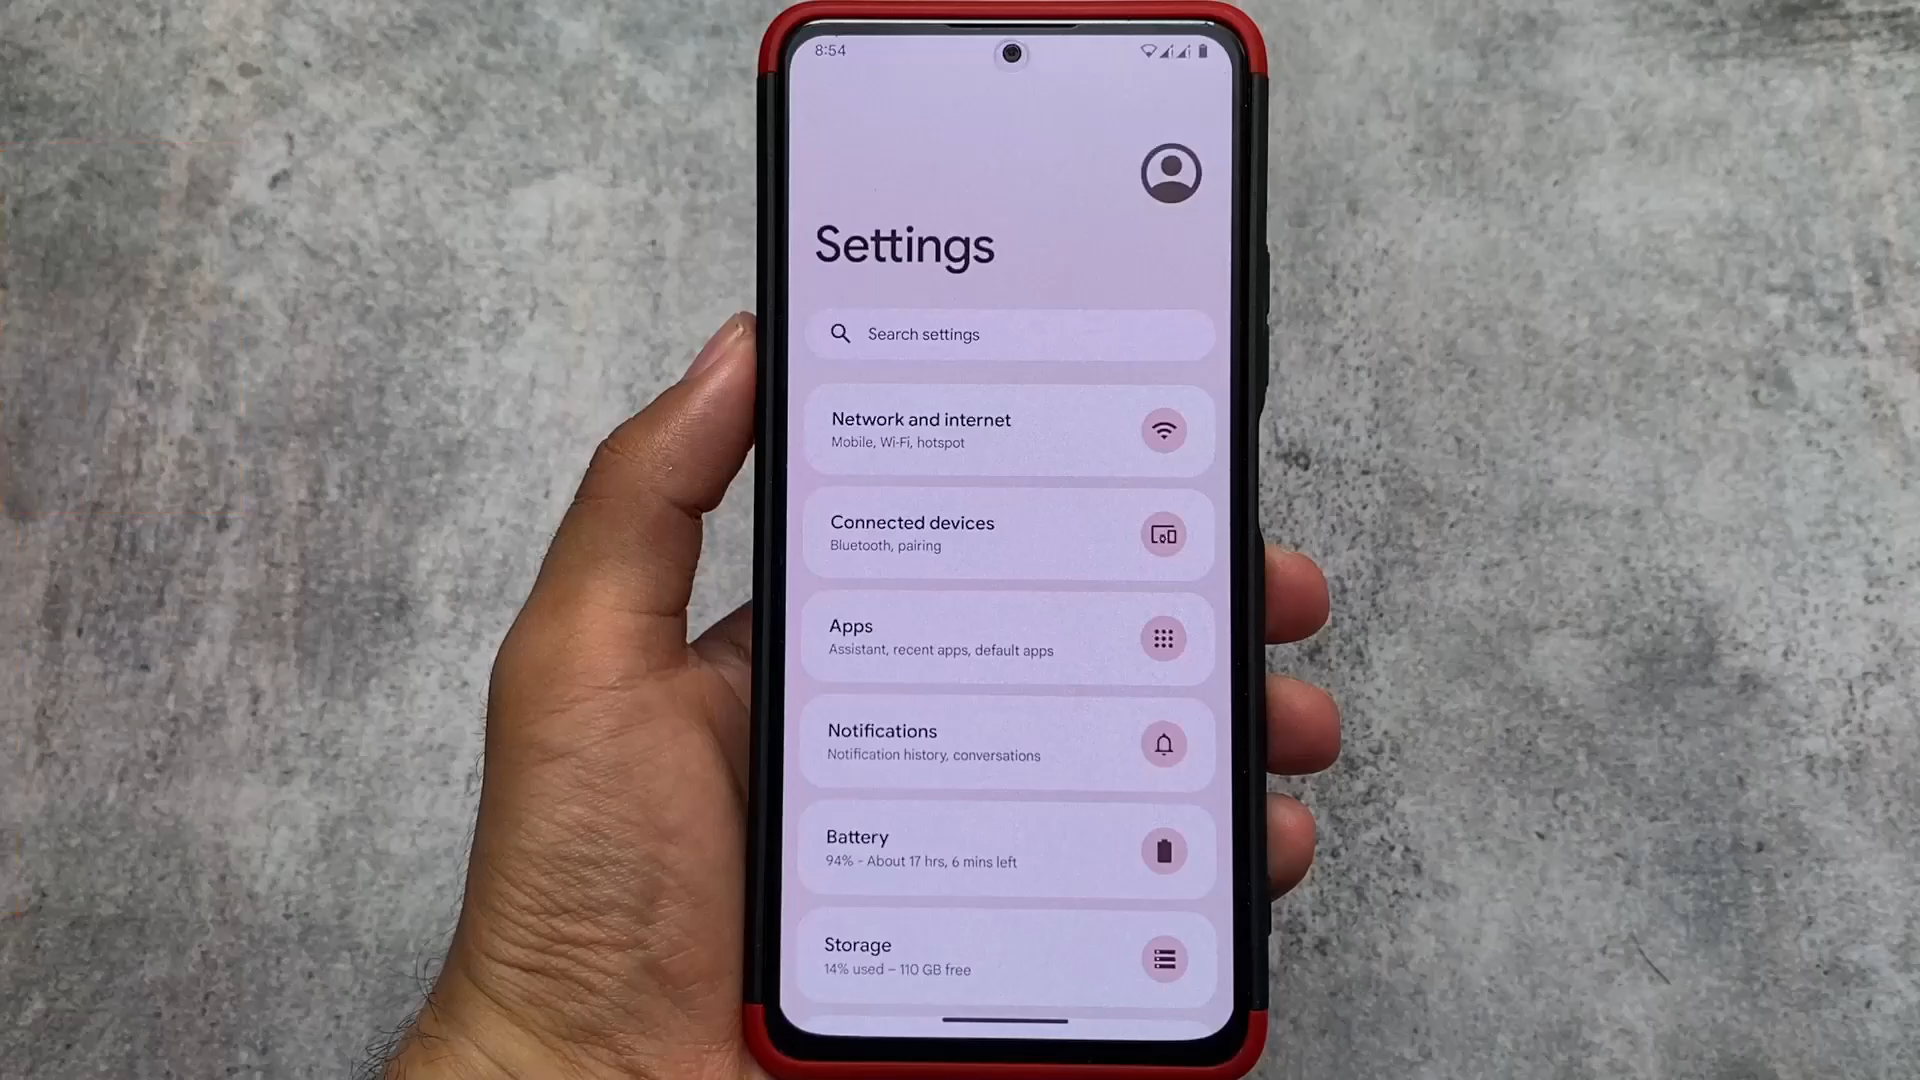 8:54
Settings
Search settings
Network and internet
Mobile, Wi-Fi, hotspot
Connected devices
Bluetooth, pairing
Apps
Assistant, recent apps, default apps
Notifications
Notification history, conversations
Battery
94% - About 17 hrs, 6 mins left
Storage
14% used – 110 GB free